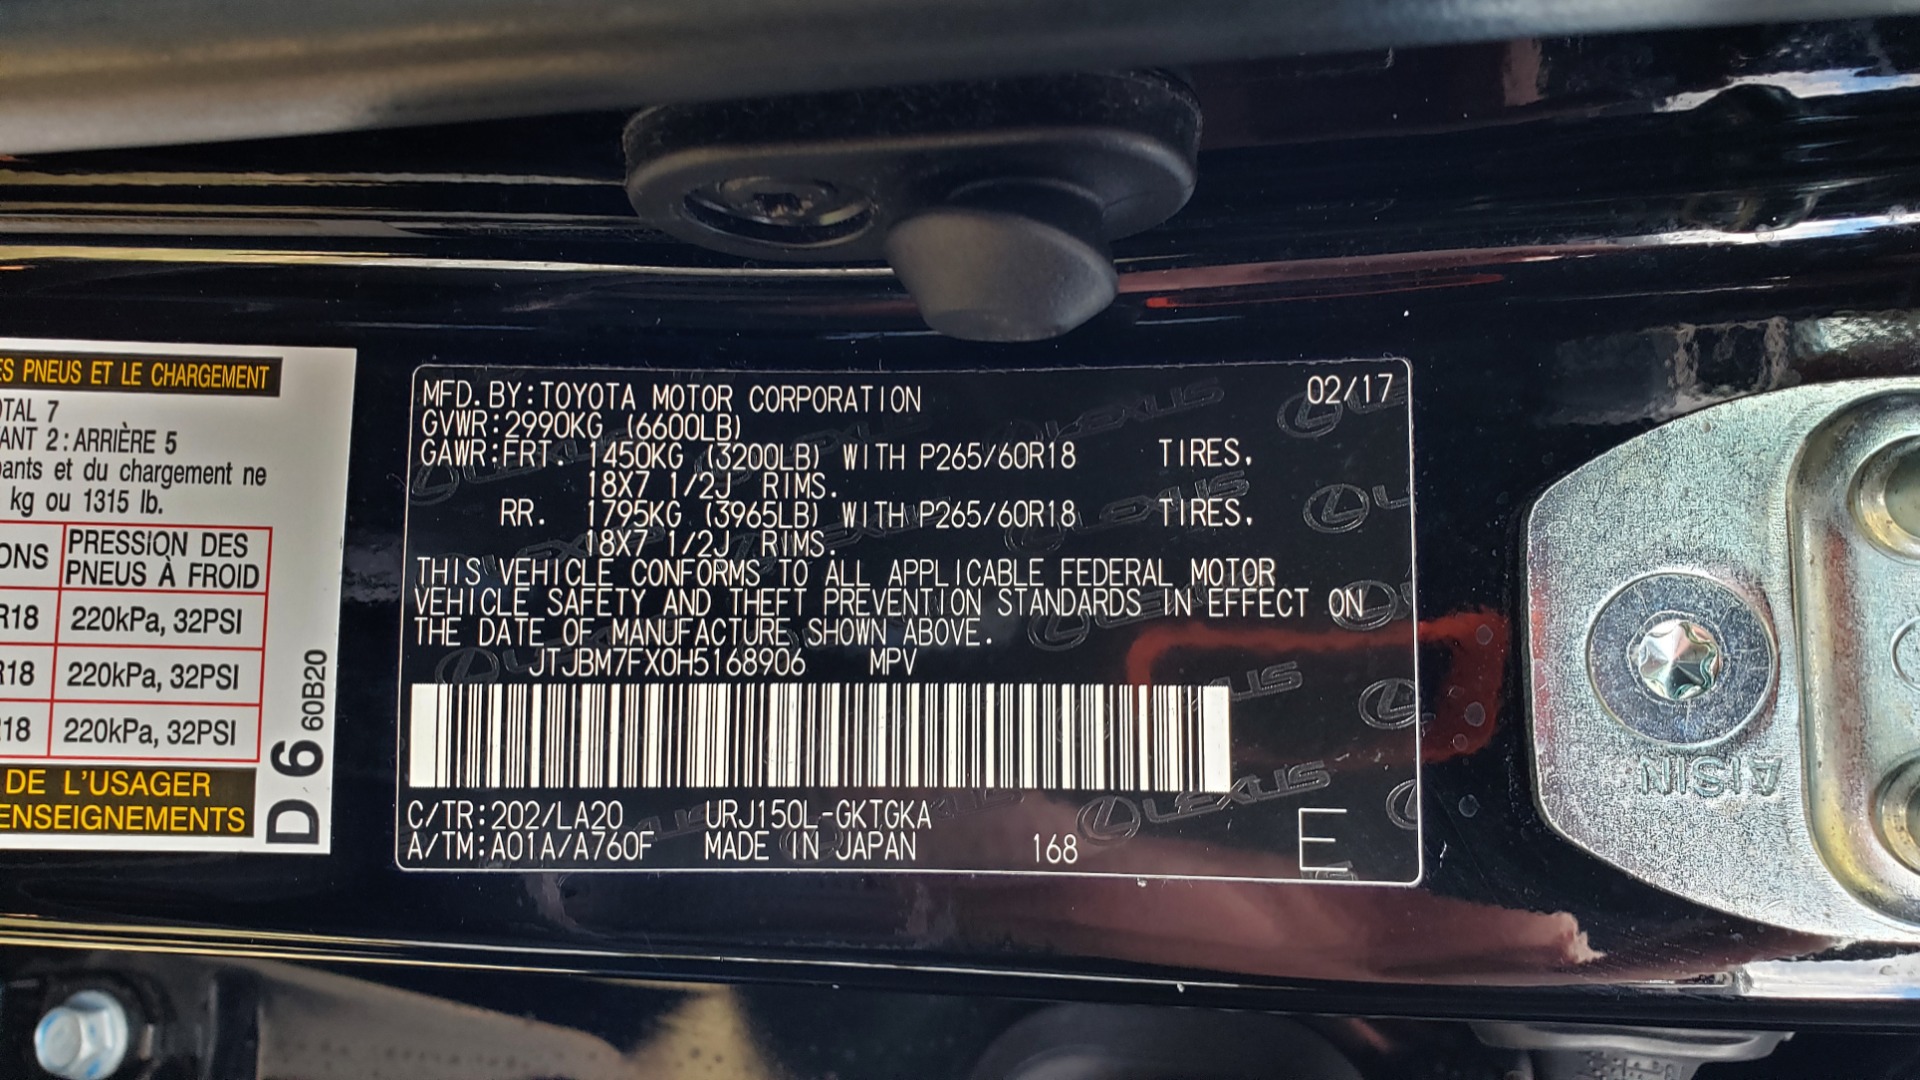 ES PNEUS ET LE CHARGEMENT
TOTAL 7
ANT 2 : ARRIÈRE 5
pants et du chargement ne
kg ou 1315 lb.
ONS PRESSION DES
PNEUS À FROID
R18 220kPa, 32PSI
R18 220kPa, 32PSI
18 220kPa, 32PSI
DE L'USAGER
ENSEIGNEMENTS
D 6 60B20
MFD. BY: TOYOTA MOTOR CORPORATION 02/17
GVWR: 2990KG (6600LB)
GAWR: FRT. 1450KG (3200LB) WITH P265/60R18 TIRES.
18X7 1/2J RIMS.
RR. 1795KG (3965LB) WITH P265/60R18 TIRES.
18X7 1/2J RIMS.
THIS VEHICLE CONFORMS TO ALL APPLICABLE FEDERAL MOTOR
VEHICLE SAFETY AND THEFT PREVENTION STANDARDS IN EFFECT ON
THE DATE OF MANUFACTURE SHOWN ABOVE.
JTJBM7FX0H5168906 MPV
C/TR: 202/LA20 URJ150L-GKTGKA
A/TM: A01A/A760F MADE IN JAPAN 168 E
LEXUS
AISIN